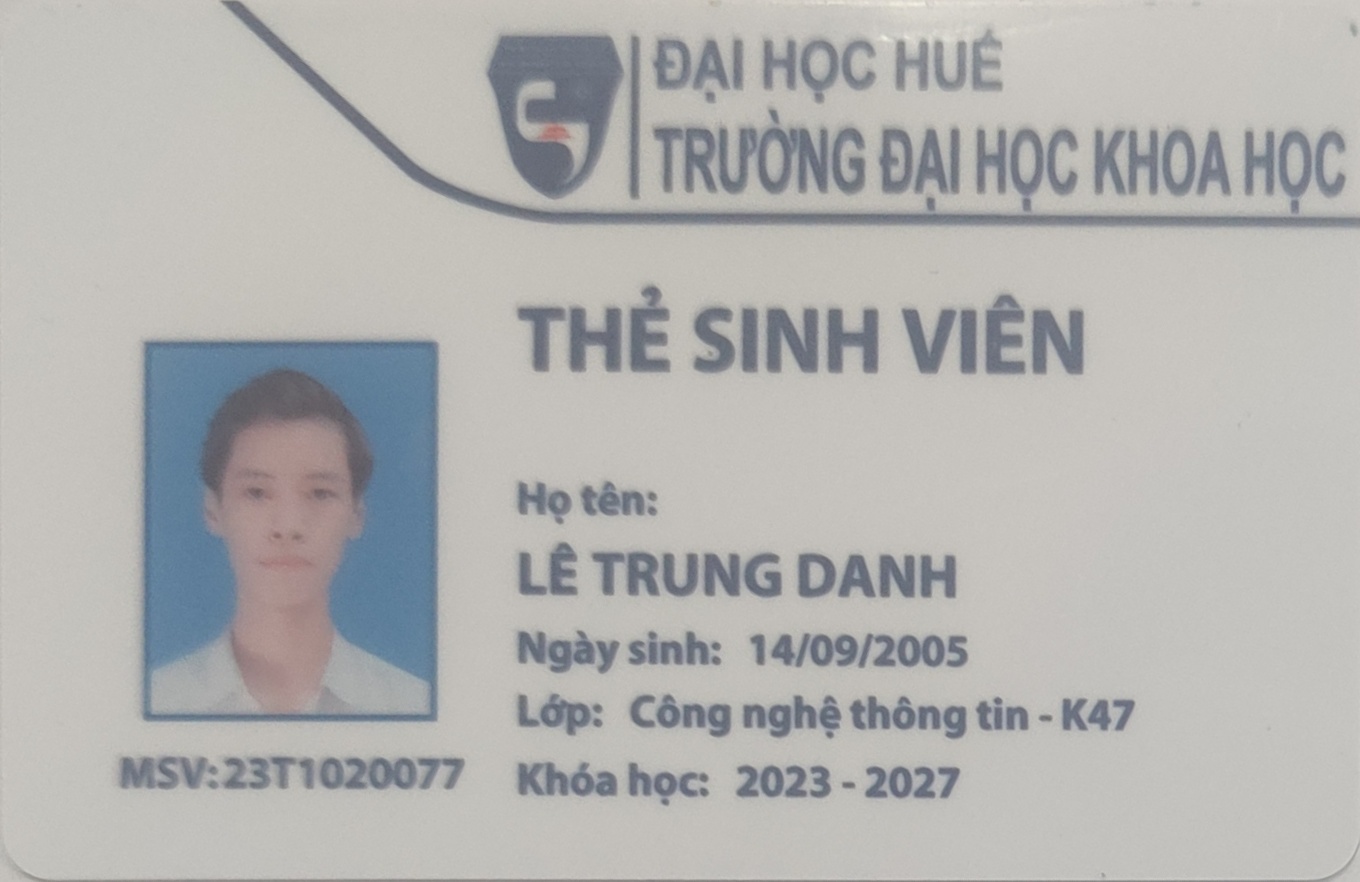 ĐẠI HỌC HUẾ
TRƯỜNG ĐẠI HỌC KHOA HỌC
THẺ SINH VIÊN
Họ tên:
LÊ TRUNG DANH
Ngày sinh: 14/09/2005
Lớp: Công nghệ thông tin - K47
Khóa học: 2023 - 2027
MSV:23T1020077